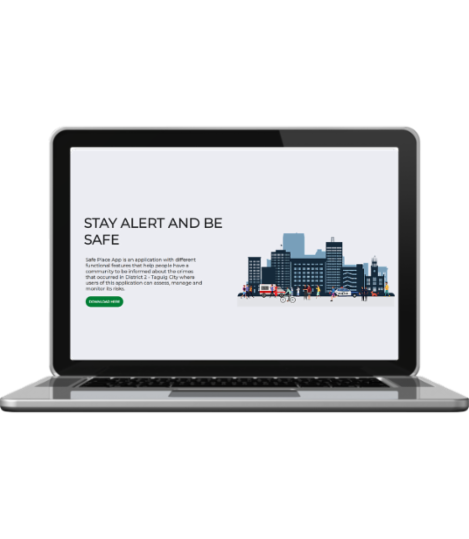 STAY ALERT AND BE
SAFE
Safe Plase App is an application with different
functional features that help people have a
community to be informed about the crimes
that occurred in District 2 - Taguig City where
users of this application can assess, manage and
monitor its risks.
DOWNLOAD HERE